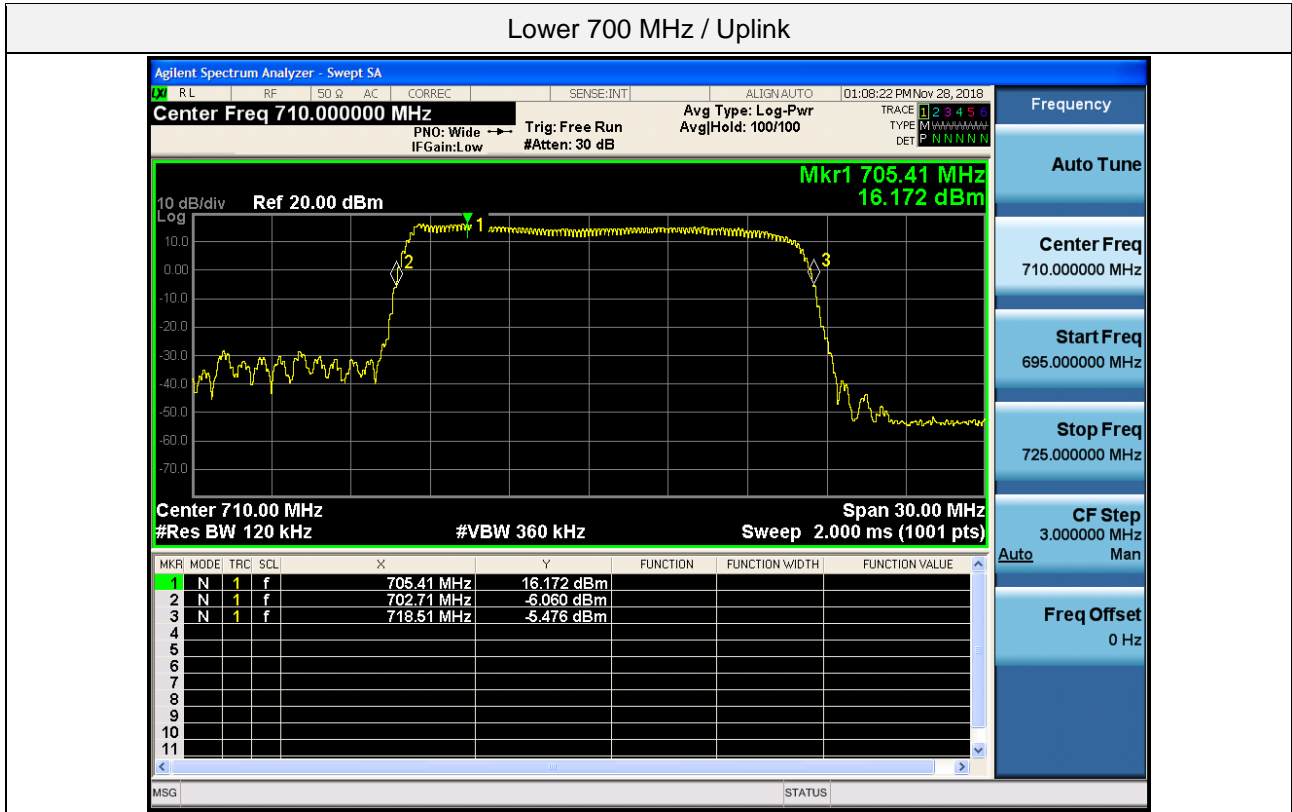 Lower 700 MHz / Uplink
Agilent Spectrum Analyzer - Swept SA
LXI RL RF 50 Ω AC CORREC SENSE:INT ALIGNAUTO 01:08:22 PM Nov 28, 2018
Center Freq 710.000000 MHz
PNO: Wide
IFGain:Low
Trig: Free Run
#Atten: 30 dB
Avg Type: Log-Pwr
Avg|Hold: 100/100
TRACE 1 2 3 4 5 6
TYPE M
DET P N N N N N
Mkr1 705.41 MHz
16.172 dBm
10 dB/div Ref 20.00 dBm
Log
10.0
0.00
-10.0
-20.0
-30.0
-40.0
-50.0
-60.0
-70.0
1
2
3
Center 710.00 MHz Span 30.00 MHz
#Res BW 120 kHz #VBW 360 kHz Sweep 2.000 ms (1001 pts)
MKR MODE TRC SCL X Y FUNCTION FUNCTION WIDTH FUNCTION VALUE
1 N 1 f 705.41 MHz 16.172 dBm
2 N 1 f 702.71 MHz -6.060 dBm
3 N 1 f 718.51 MHz -5.476 dBm
4
5
6
7
8
9
10
11
MSG STATUS
Frequency
Auto Tune
Center Freq
710.000000 MHz
Start Freq
695.000000 MHz
Stop Freq
725.000000 MHz
CF Step
3.000000 MHz
Auto Man
Freq Offset
0 Hz